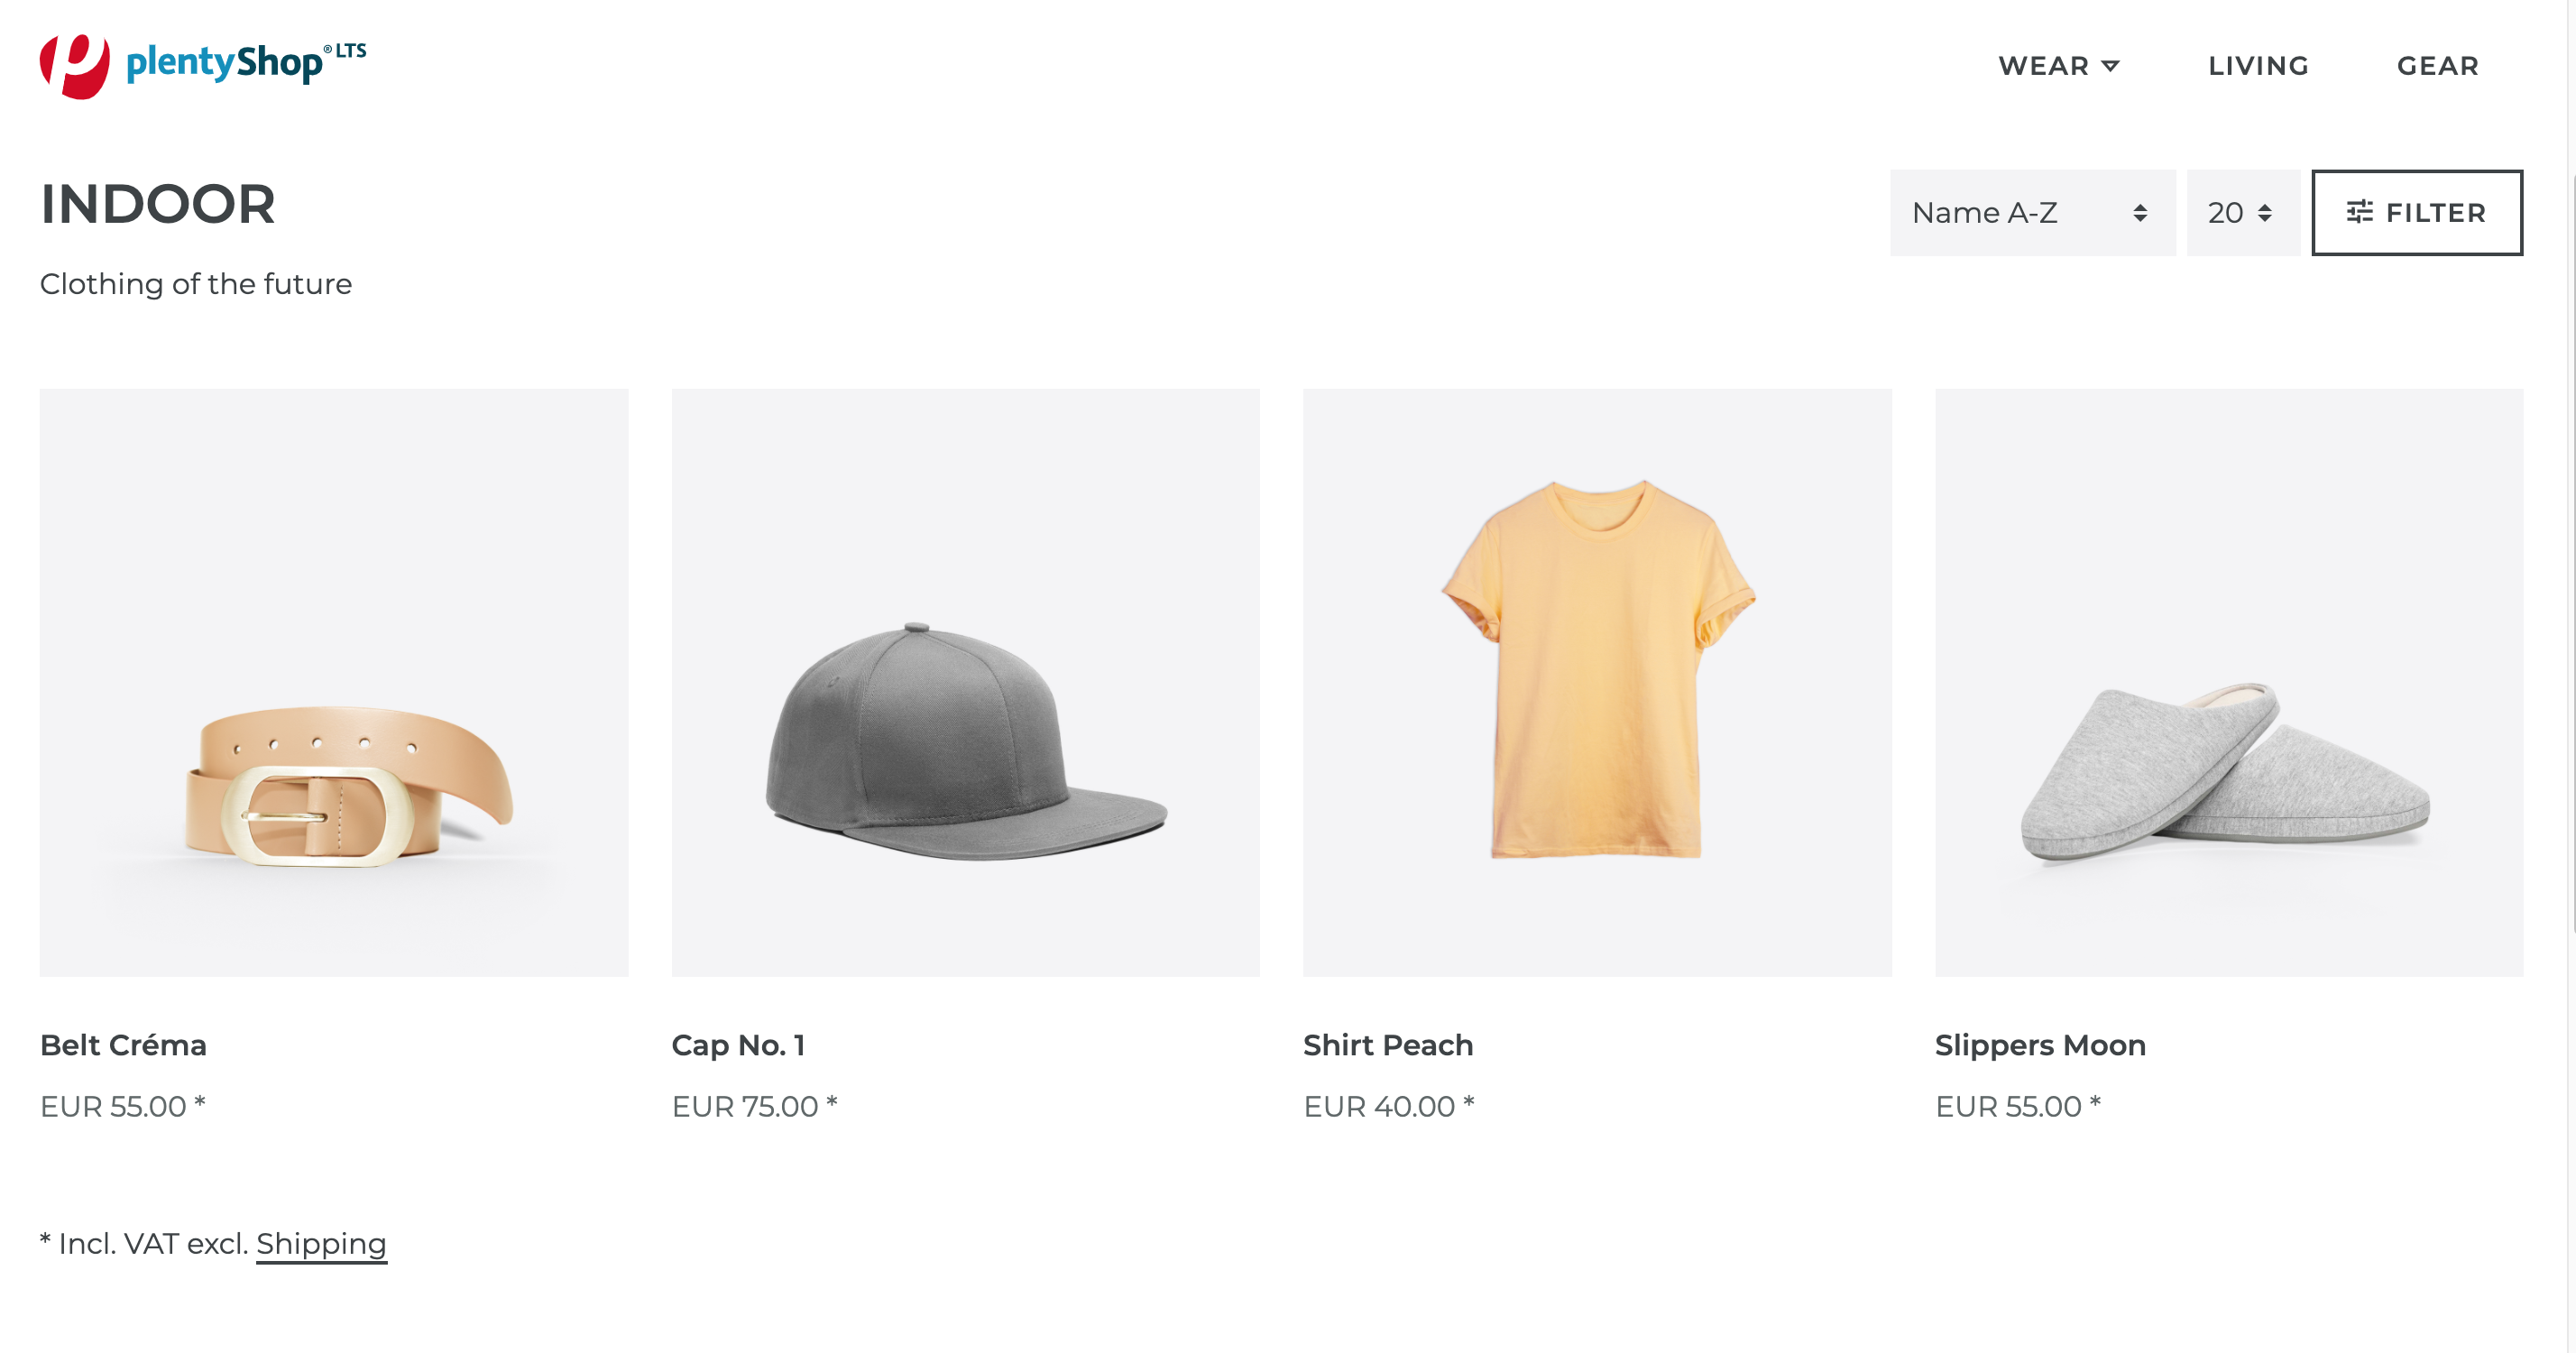 plentyShop® LTS
WEAR LIVING GEAR
INDOOR
Name A-Z 20 FILTER
Clothing of the future
Belt Créma
EUR 55.00 *
Cap No. 1
EUR 75.00 *
Shirt Peach
EUR 40.00 *
Slippers Moon
EUR 55.00 *
* Incl. VAT excl. Shipping